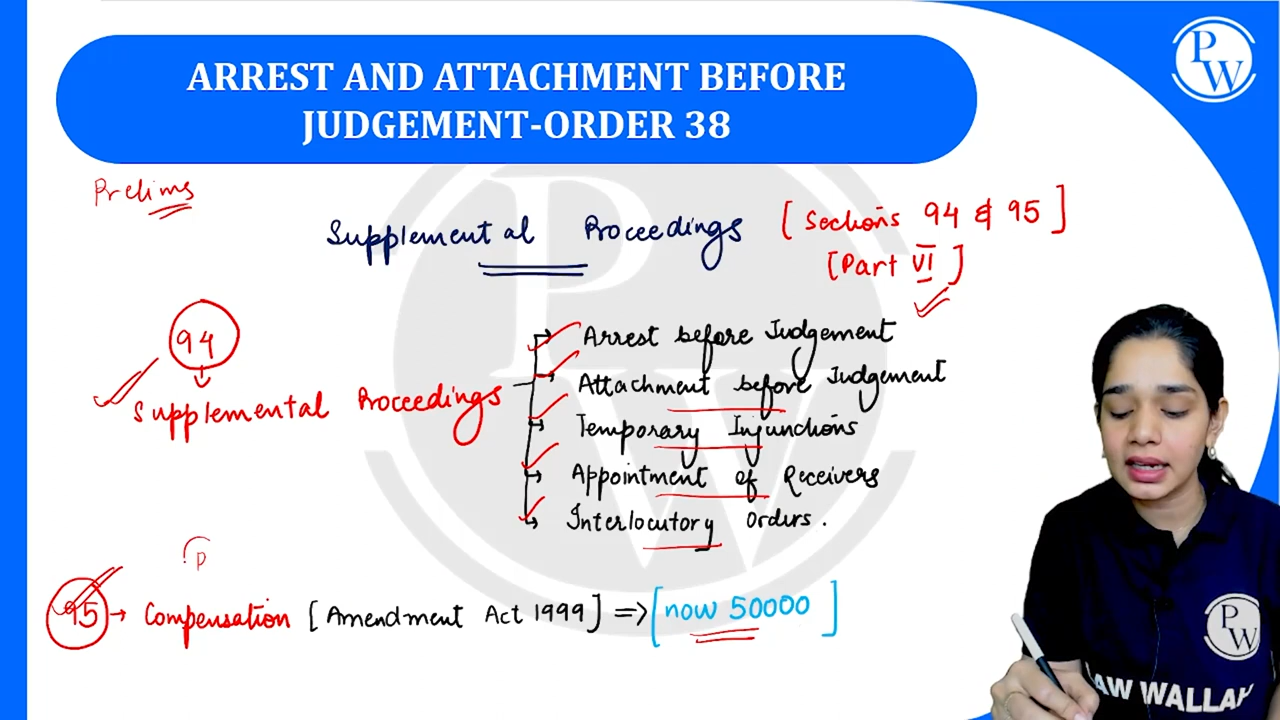 ARREST AND ATTACHMENT BEFORE
JUDGEMENT-ORDER 38
PW
Prelims
Supplemental Proceedings [Sections 94 & 95]
[Part VI]
94
Supplemental Proceedings
Arrest before Judgement
Attachment before Judgement
Temporary Injunctions
Appointment of Receivers
Interlocutory Orders.
95 → Compensation [Amendment Act 1999] => [now 50000]
PW
LAW WALLAH